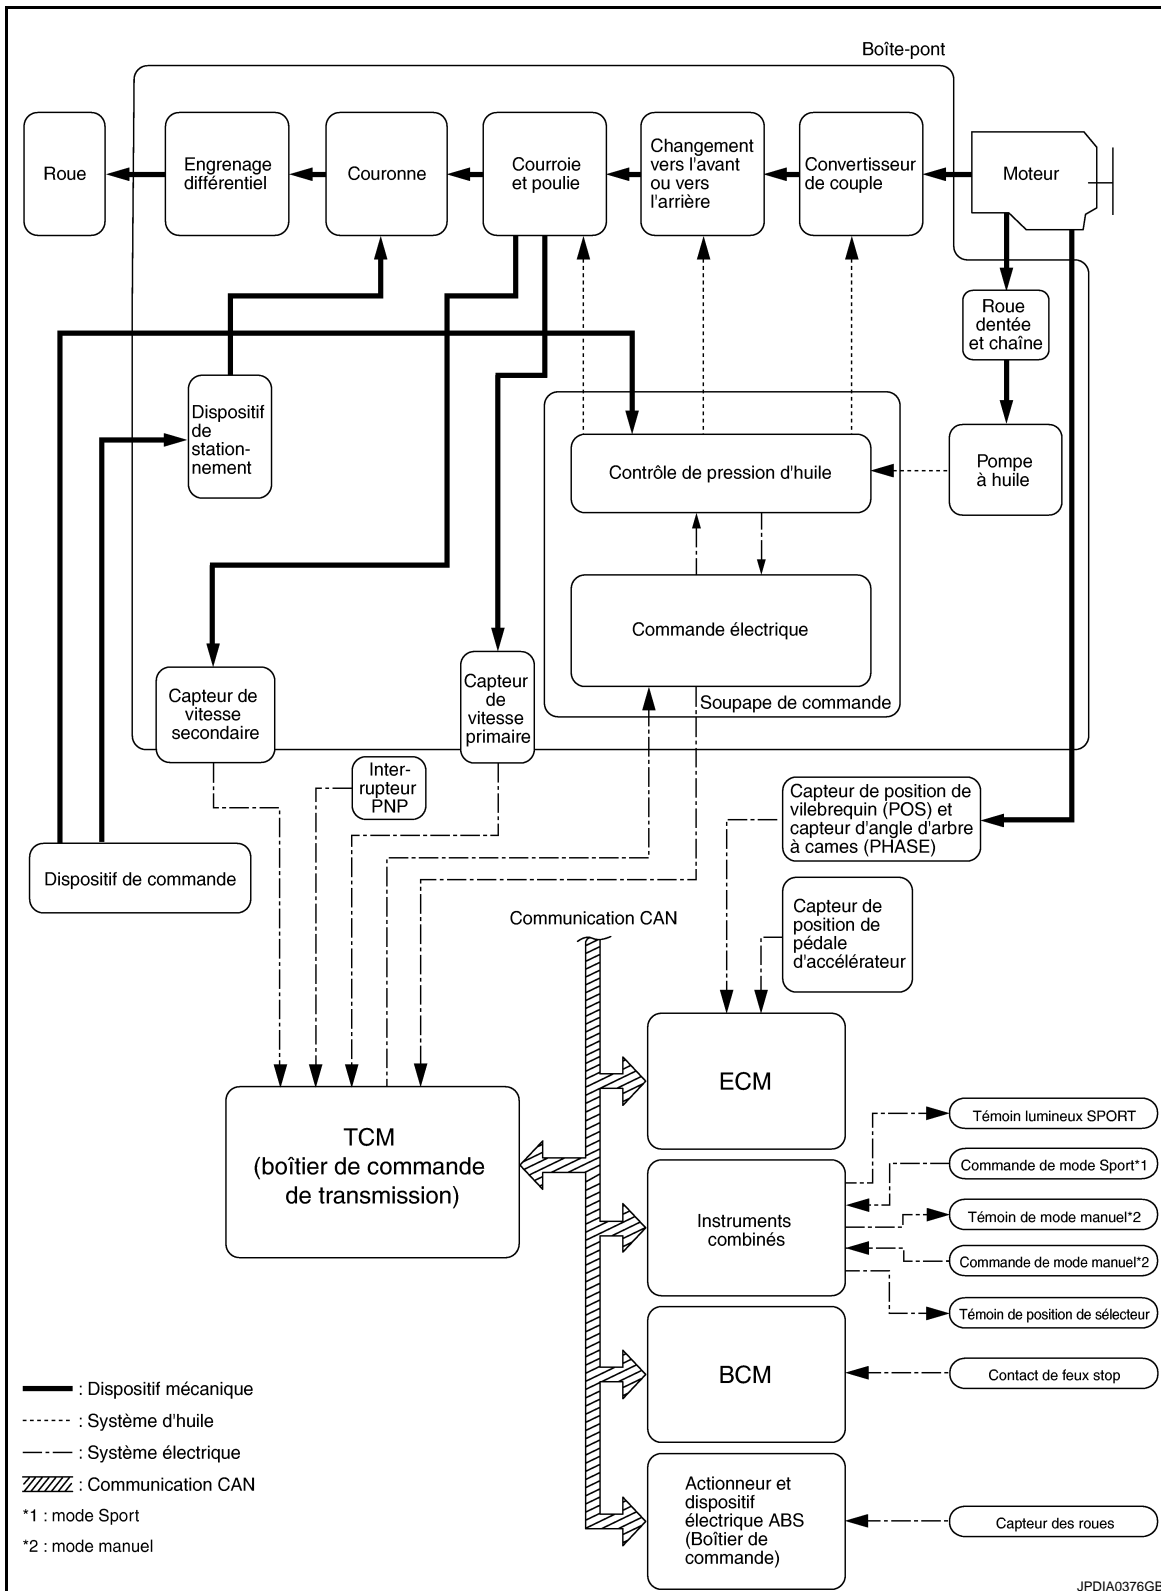 Boîte-pont
Roue
Engrenage
différentiel
Couronne
Courroie
et poulie
Changement
vers l'avant
ou vers
l'arrière
Convertisseur
de couple
Moteur
Roue
dentée
et chaîne
Dispositif
de
station-
nement
Contrôle de pression d'huile
Pompe
à huile
Commande électrique
Soupape de commande
Capteur de
vitesse
secondaire
Capteur
de
vitesse
primaire
Inter-
rupteur
PNP
Capteur de position de
vilebrequin (POS) et
capteur d'angle d'arbre
à cames (PHASE)
Dispositif de commande
Communication CAN
Capteur de
position de
pédale
d'accélérateur
ECM
TCM
(boîtier de commande
de transmission)
Témoin lumineux SPORT
Commande de mode Sport*1
Instruments
combinés
Témoin de mode manuel*2
Commande de mode manuel*2
Témoin de position de sélecteur
BCM
Contact de feux stop
Actionneur et
dispositif
électrique ABS
(Boîtier de
commande)
Capteur des roues
: Dispositif mécanique
: Système d'huile
: Système électrique
: Communication CAN
*1 : mode Sport
*2 : mode manuel
JPDIA0376GB